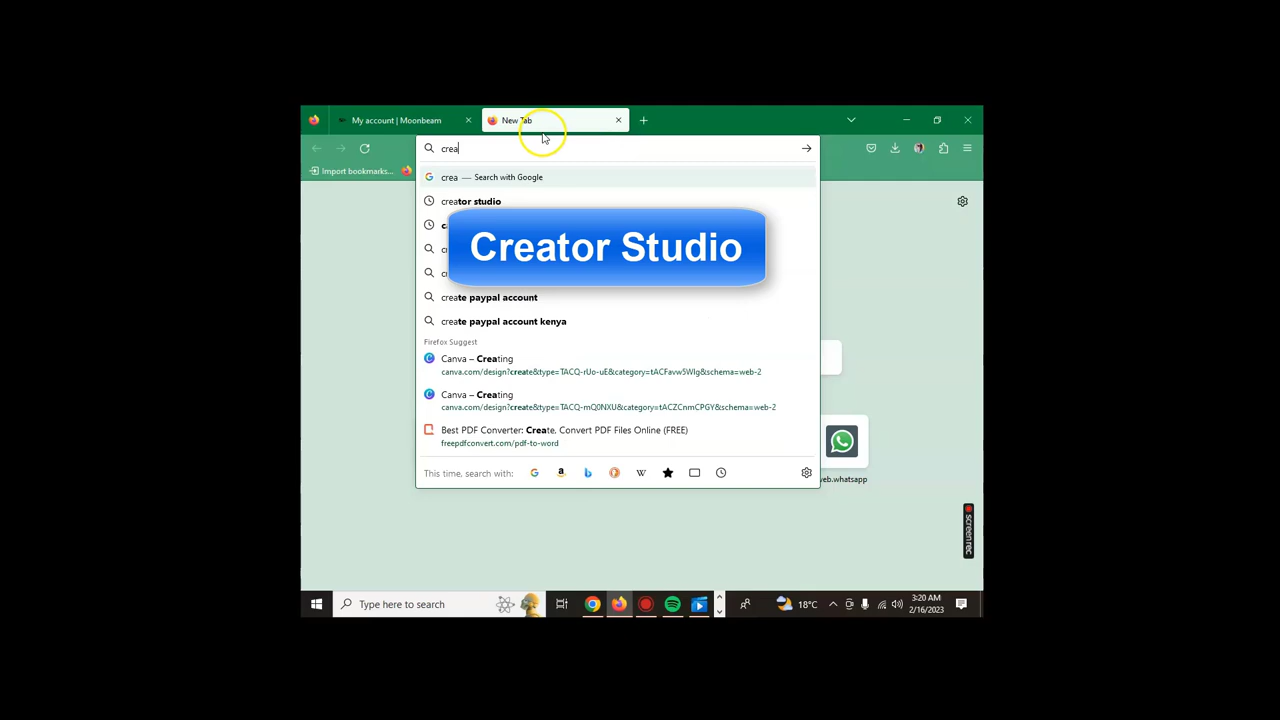 My account | Moonbeam
New Tab
crea
Import bookmarks...
crea — Search with Google
creator studio
Creator Studio
create paypal account
create paypal account kenya
Firefox Suggest
Canva – Creating
canva.com/design?create&type=TACQ-rUo-uE&category=tACFavw5WIg&schema=web-2
Canva – Creating
canva.com/design?create&type=TACQ-mQ0NXU&category=tACZCnmCPGY&schema=web-2
Best PDF Converter: Create, Convert PDF Files Online (FREE)
freepdfconvert.com/pdf-to-word
This time, search with:
web.whatsapp
screen rec
Type here to search
18°C
3:20 AM
2/16/2023